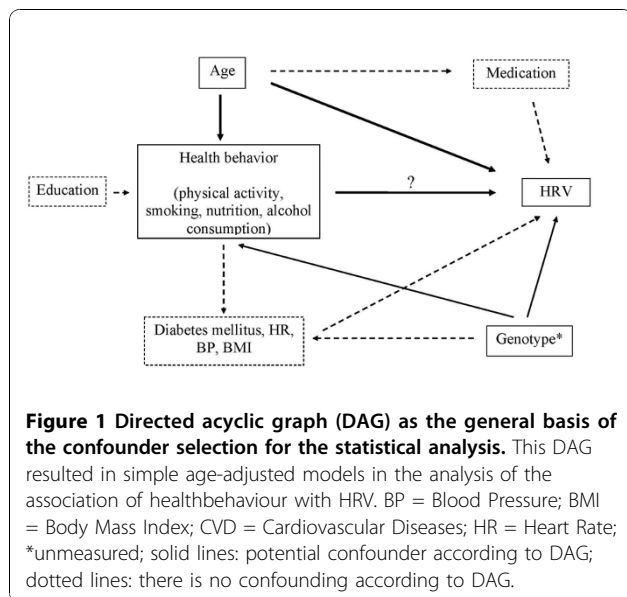 Age
Medication
Health behavior
(physical activity,
smoking, nutrition, alcohol
consumption)
Education
?
HRV
Diabetes mellitus, HR,
BP, BMI
Genotype*
Figure 1 Directed acyclic graph (DAG) as the general basis of
the confounder selection for the statistical analysis. This DAG
resulted in simple age-adjusted models in the analysis of the
association of healthbehaviour with HRV. BP = Blood Pressure; BMI
= Body Mass Index; CVD = Cardiovascular Diseases; HR = Heart Rate;
*unmeasured; solid lines: potential confounder according to DAG;
dotted lines: there is no confounding according to DAG.